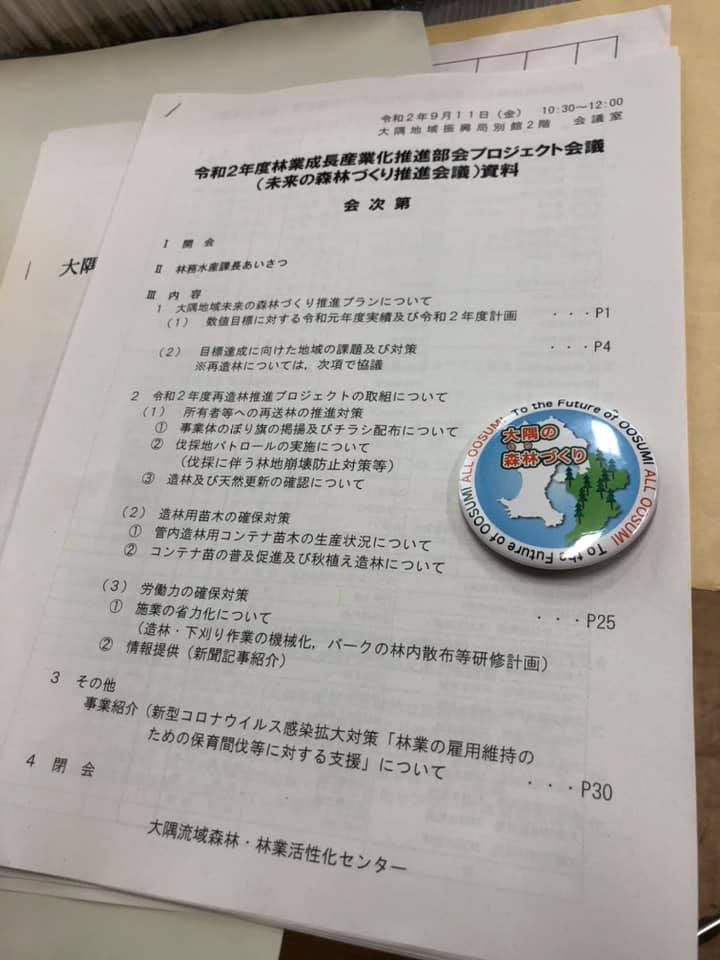 令和2年9月11日（金） 10:30～12:00
大隅地域振興局別館2階 会議室
令和2年度林業成長産業化推進部会プロジェクト会議
（未来の森林づくり推進会議）資料
会 次 第
Ⅰ 開 会
Ⅱ 林務水産課長あいさつ
Ⅲ 内 容
1 大隅地域未来の森林づくり推進プランについて
（1） 数値目標に対する令和元年度実績及び令和2年度計画 ・・・P1
（2） 目標達成に向けた地域の課題及び対策 ・・・P4
※再造林については，次項で協議
2 令和2年度再造林推進プロジェクトの取組について
（1） 所有者等への再送林の推進対策
① 事業体のぼり旗の掲揚及びチラシ配布について
② 伐採地パトロールの実施について
（伐採に伴う林地崩壊防止対策等）
③ 造林及び天然更新の確認について
（2） 造林用苗木の確保対策
① 管内造林用コンテナ苗木の生産状況について
② コンテナ苗の普及促進及び秋植え造林について
（3） 労働力の確保対策
① 施業の省力化について ・・・P25
（造林・下刈り作業の機械化，バークの林内散布等研修計画）
② 情報提供（新聞記事紹介）
3 その他
事業紹介（新型コロナウイルス感染拡大対策「林業の雇用維持の
ための保育間伐等に対する支援」について ・・・P30
4 閉 会
大隅流域森林・林業活性化センター
大隅
大隅の
森林づくり
To the Future of OOSUMI
ALL OOSUMI
To the Future of OOSUMI
ALL OOSUMI